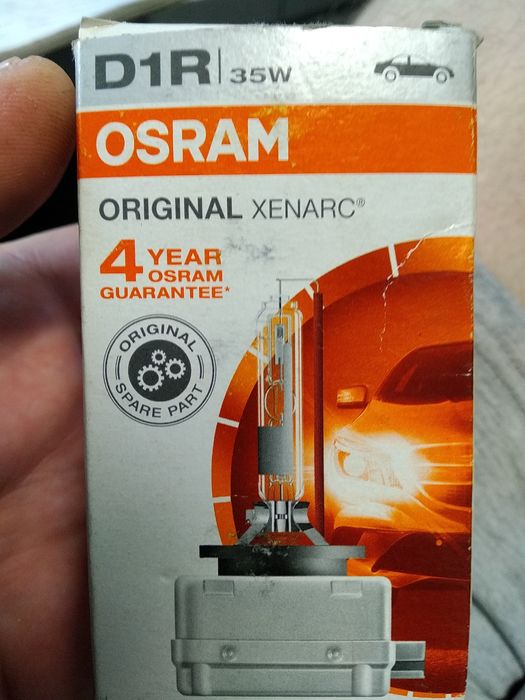 D1R | 35W
OSRAM
ORIGINAL XENARC®
4 YEAR
OSRAM
GUARANTEE*
ORIGINAL
SPARE PART